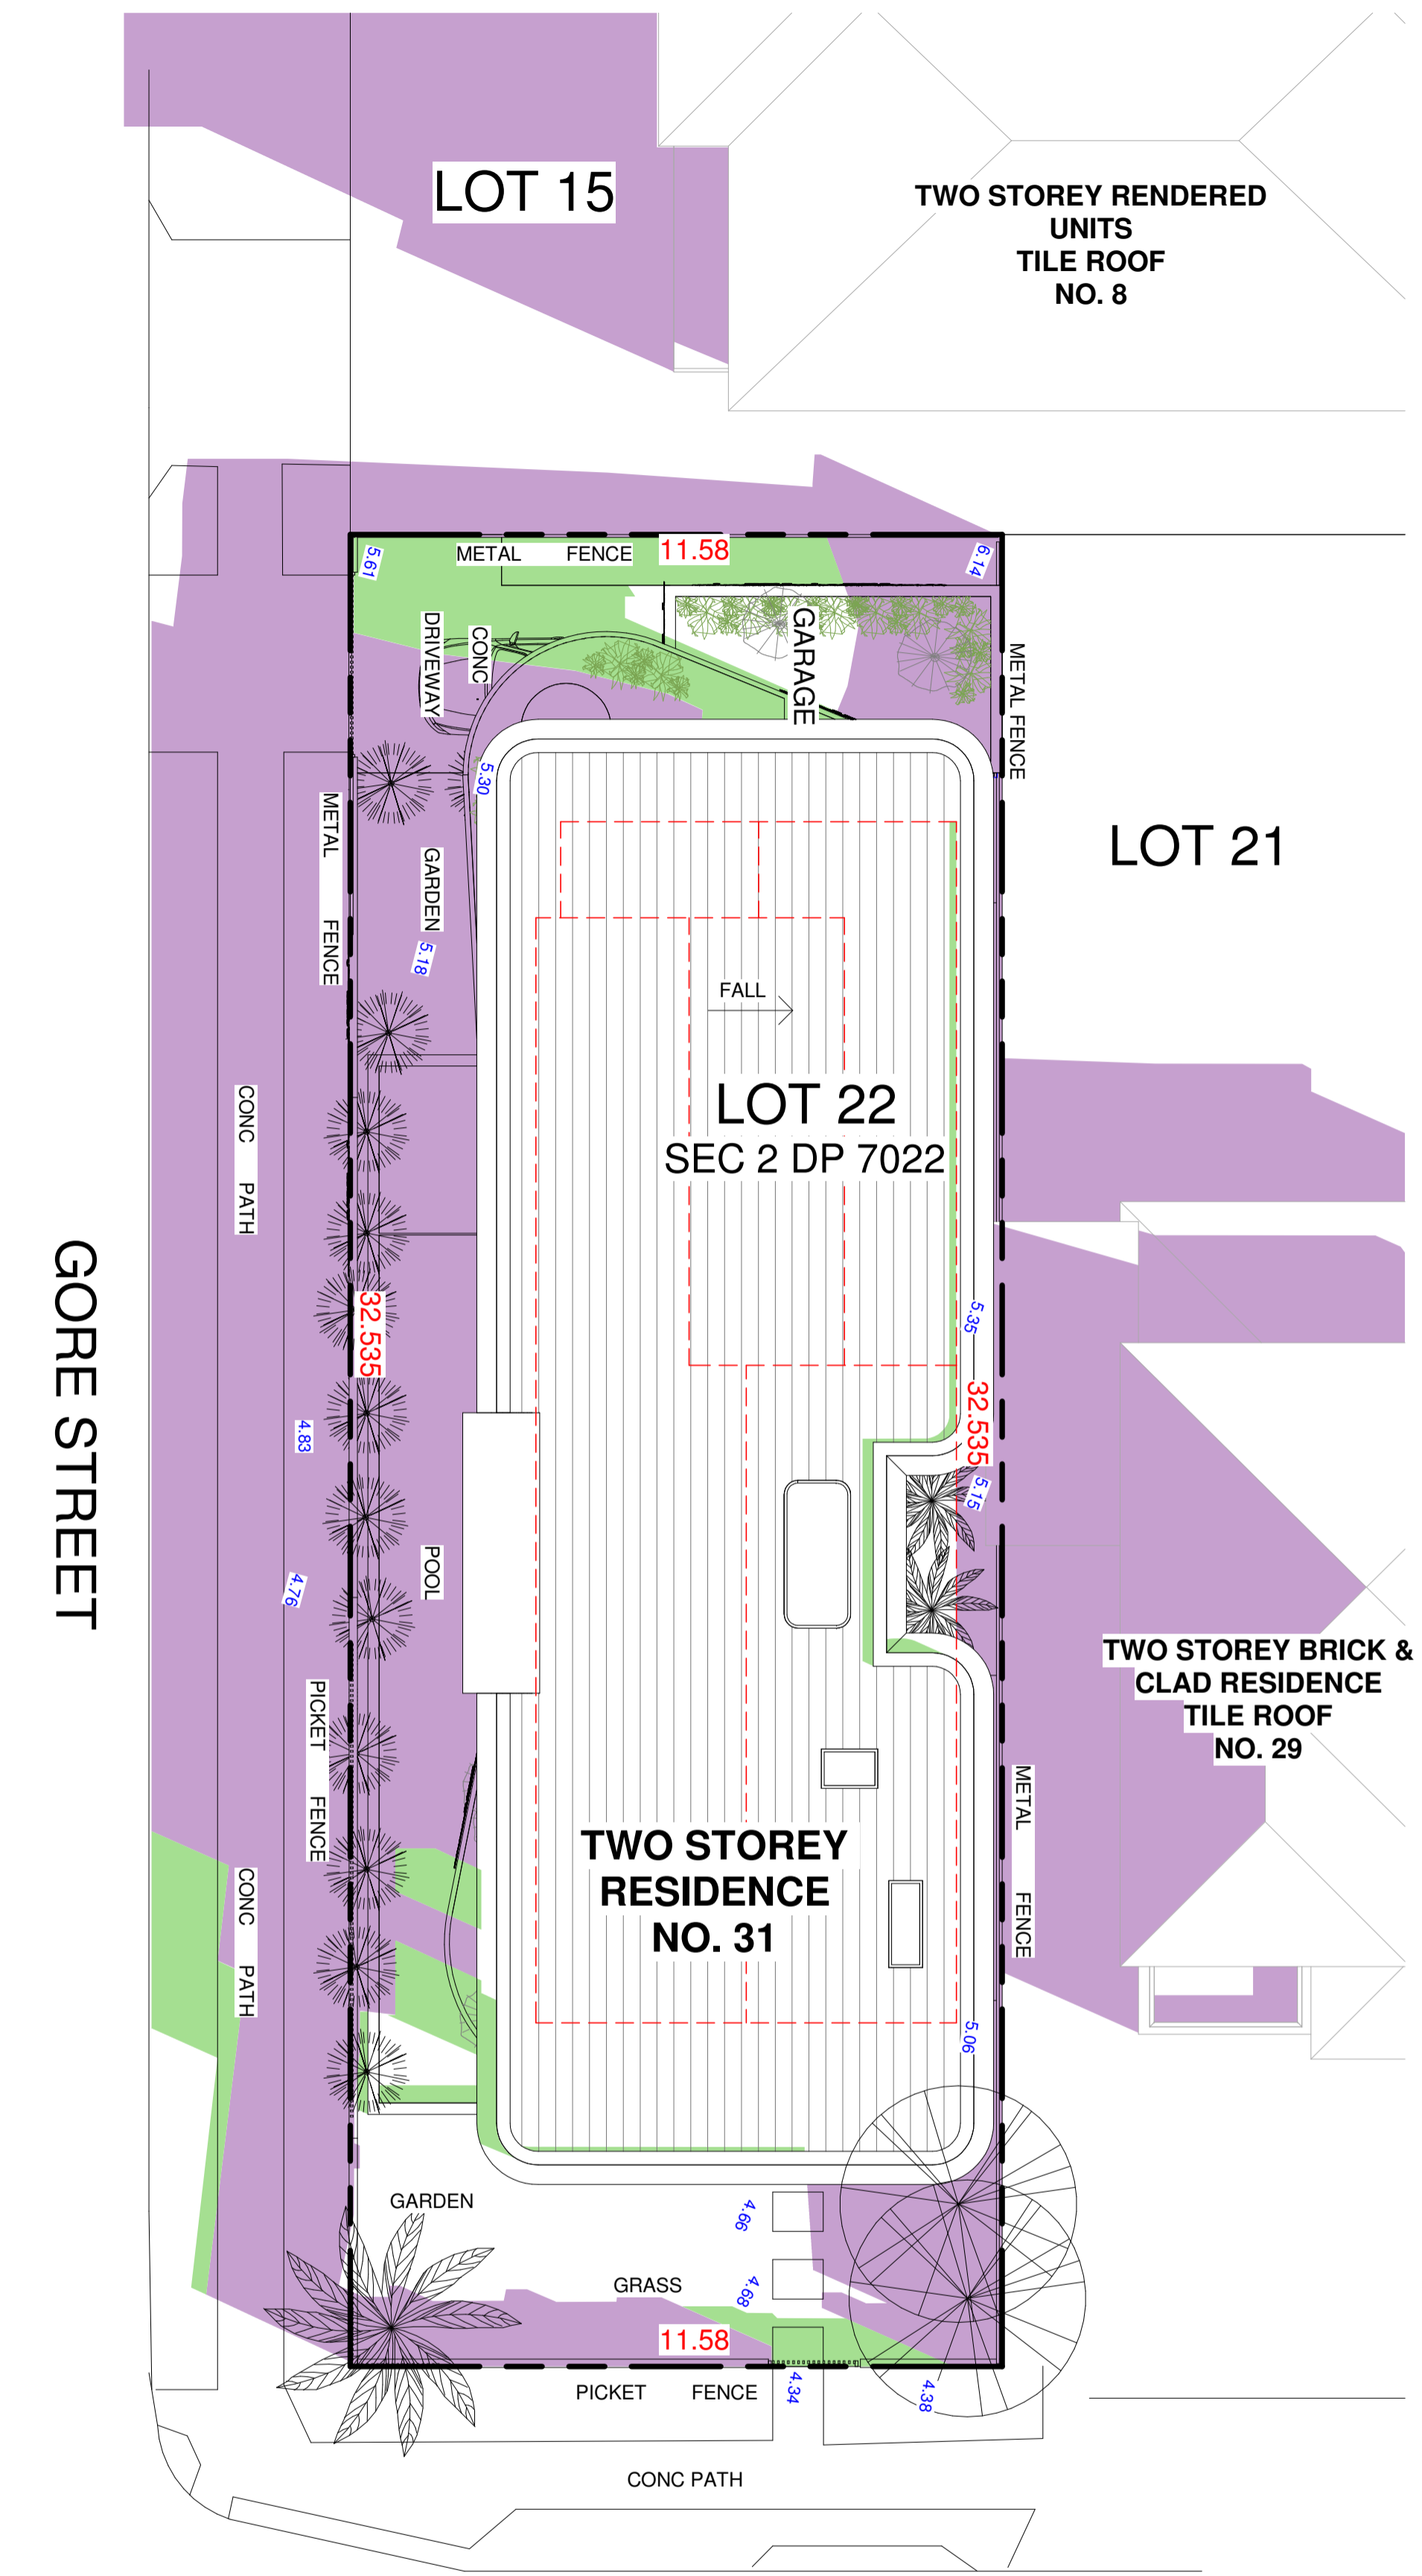 LOT 15
TWO STOREY RENDERED
UNITS
TILE ROOF
NO. 8
5.61
METAL FENCE
11.58
6.14
DRIVEWAY
CONC.
GARAGE
METAL FENCE
5.30
METAL FENCE
GARDEN
LOT 21
5.18
FALL
LOT 22
SEC 2 DP 7022
CONC PATH
GORE STREET
32.535
5.35
32.535
4.83
5.15
4.76
POOL
TWO STOREY BRICK &
CLAD RESIDENCE
TILE ROOF
NO. 29
PICKET FENCE
METAL FENCE
TWO STOREY
RESIDENCE
NO. 31
CONC PATH
5.06
GARDEN
4.66
GRASS
4.68
11.58
PICKET FENCE
4.34
4.38
CONC PATH